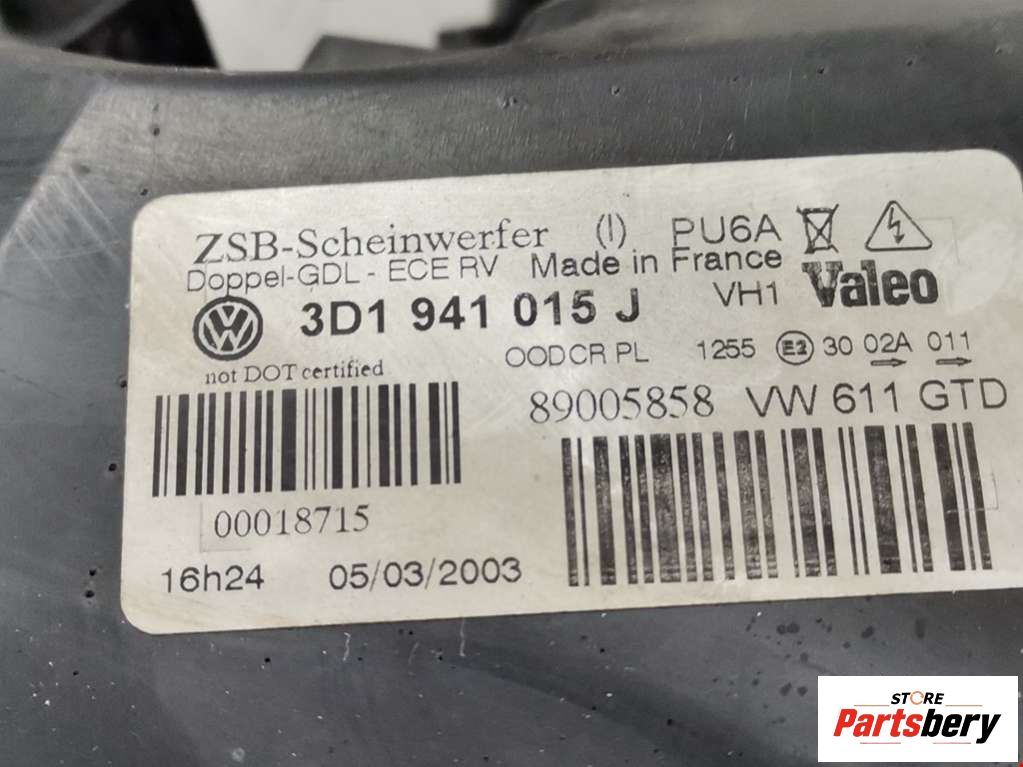 ZSB-Scheinwerfer (I) PU6A
Doppel-GDL - ECE RV Made in France
3D1 941 015 J VH1 Valeo
not DOT certified OODCR PL 1255 E2 30 02A 011
89005858 VW 611 GTD
00018715
16h24 05/03/2003
STORE
Partsbery